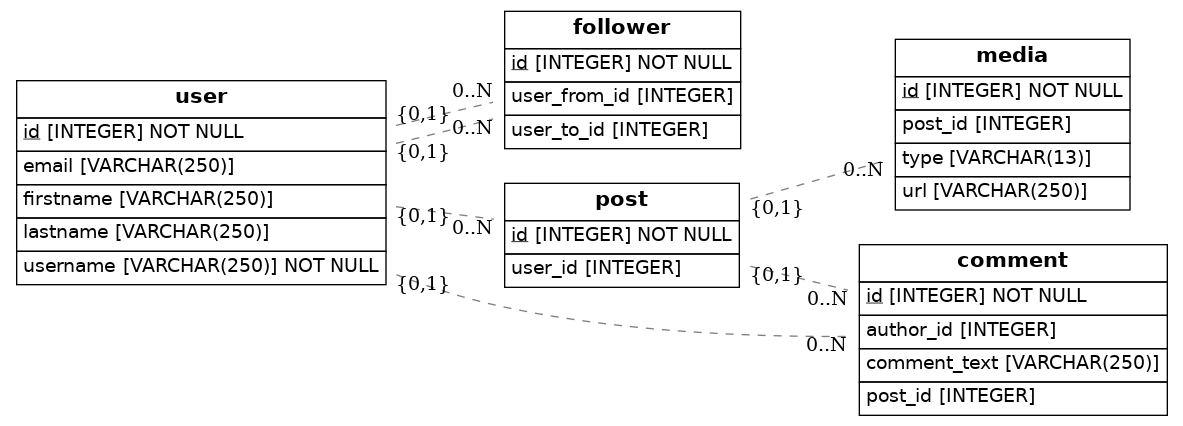 user
id [INTEGER] NOT NULL
email [VARCHAR(250)]
firstname [VARCHAR(250)]
lastname [VARCHAR(250)]
username [VARCHAR(250)] NOT NULL
follower
id [INTEGER] NOT NULL
user_from_id [INTEGER]
user_to_id [INTEGER]
0..N
{0,1}
0..N
{0,1}
post
id [INTEGER] NOT NULL
user_id [INTEGER]
{0,1}
0..N
{0,1}
0..N
media
id [INTEGER] NOT NULL
post_id [INTEGER]
type [VARCHAR(13)]
url [VARCHAR(250)]
0..N
{0,1}
comment
id [INTEGER] NOT NULL
author_id [INTEGER]
comment_text [VARCHAR(250)]
post_id [INTEGER]
{0,1}
0..N